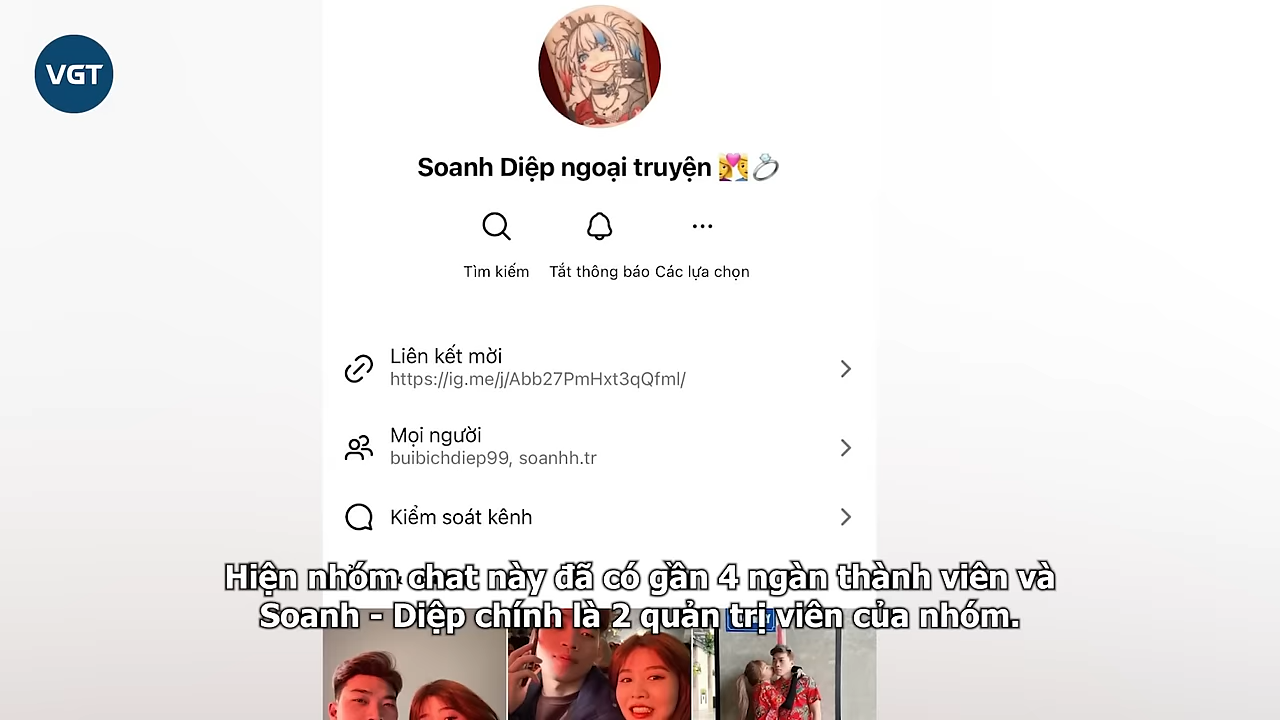 VGT
Soanh Diệp ngoại truyện 👩‍❤️‍👨💍
Tìm kiếm
Tắt thông báo
Các lựa chọn
Liên kết mời
https://ig.me/j/Abb27PmHxt3qQfml/
Mọi người
buibichdiep99, soanhh.tr
Kiểm soát kênh
Hiện nhóm chat này đã có gần 4 ngàn thành viên và
Soanh - Diệp chính là 2 quản trị viên của nhóm.